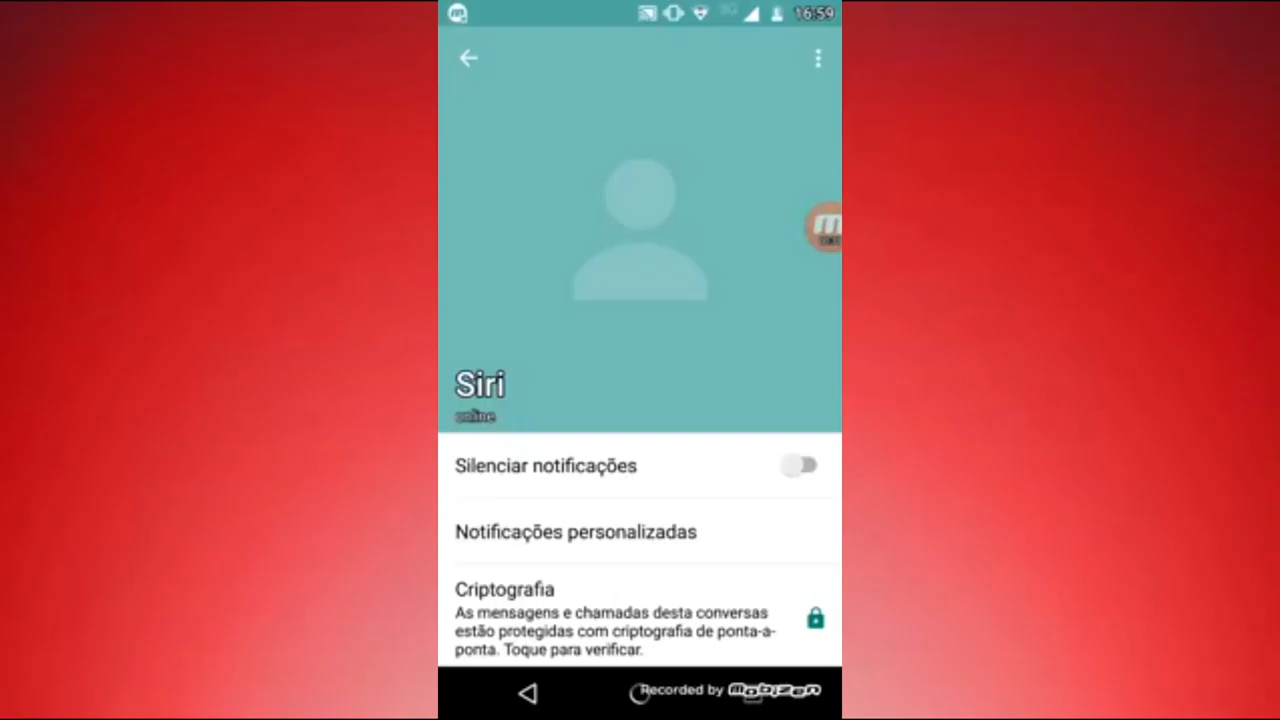 16:59
Siri
online
Silenciar notificações
Notificações personalizadas
Criptografia
As mensagens e chamadas desta conversas
estão protegidas com criptografia de ponta-a-
ponta. Toque para verificar.
Recorded by mobizen